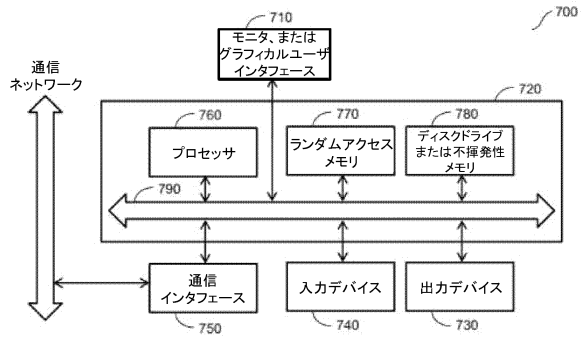 700
710
モニタ、または
グラフィカルユーザ
インタフェース
通信
ネットワーク
720
760
プロセッサ
770
ランダムアクセス
メモリ
780
ディスクドライブ
または不揮発性
メモリ
790
通信
インタフェース
750
入力デバイス
740
出力デバイス
730